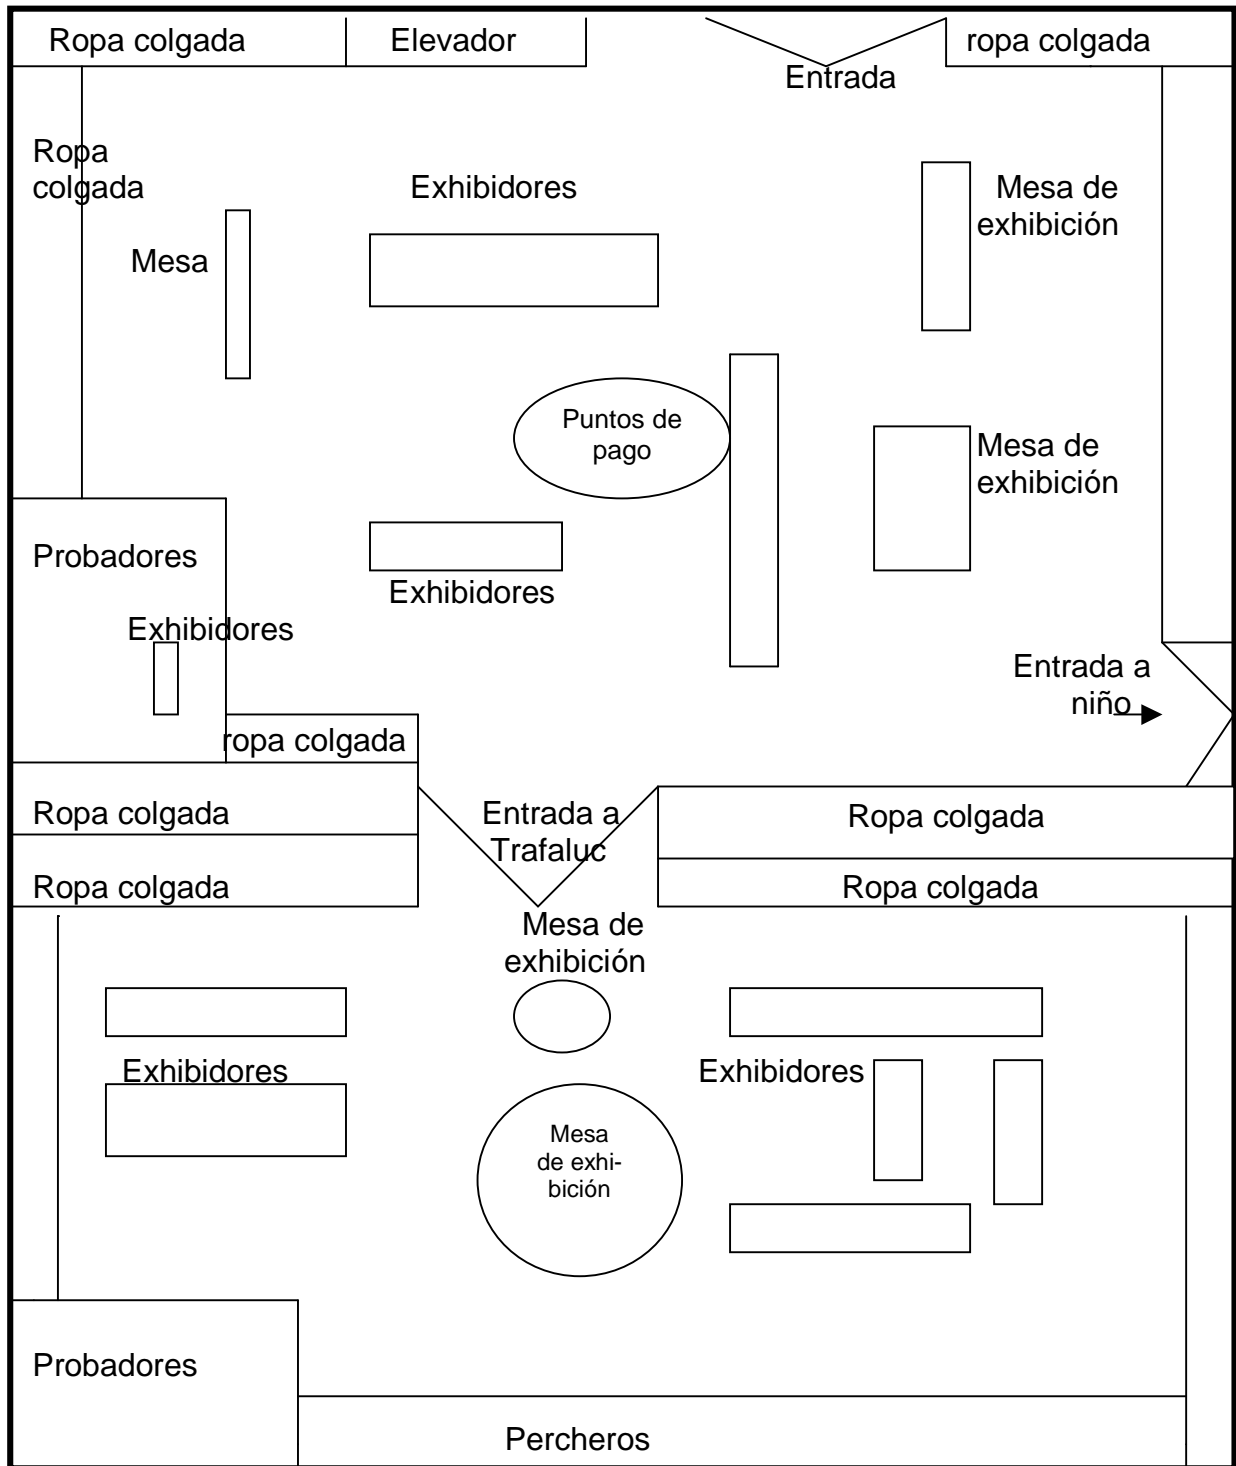 Ropa colgada
Elevador
ropa colgada
Entrada
Ropa
colgada
Exhibidores
Mesa de
exhibición
Mesa
Puntos de
pago
Mesa de
exhibición
Probadores
Exhibidores
Exhibidores
Entrada a
niño
ropa colgada
Ropa colgada
Entrada a
Trafaluc
Ropa colgada
Ropa colgada
Ropa colgada
Mesa de
exhibición
Exhibidores
Exhibidores
Mesa
de exhi-
bición
Probadores
Percheros